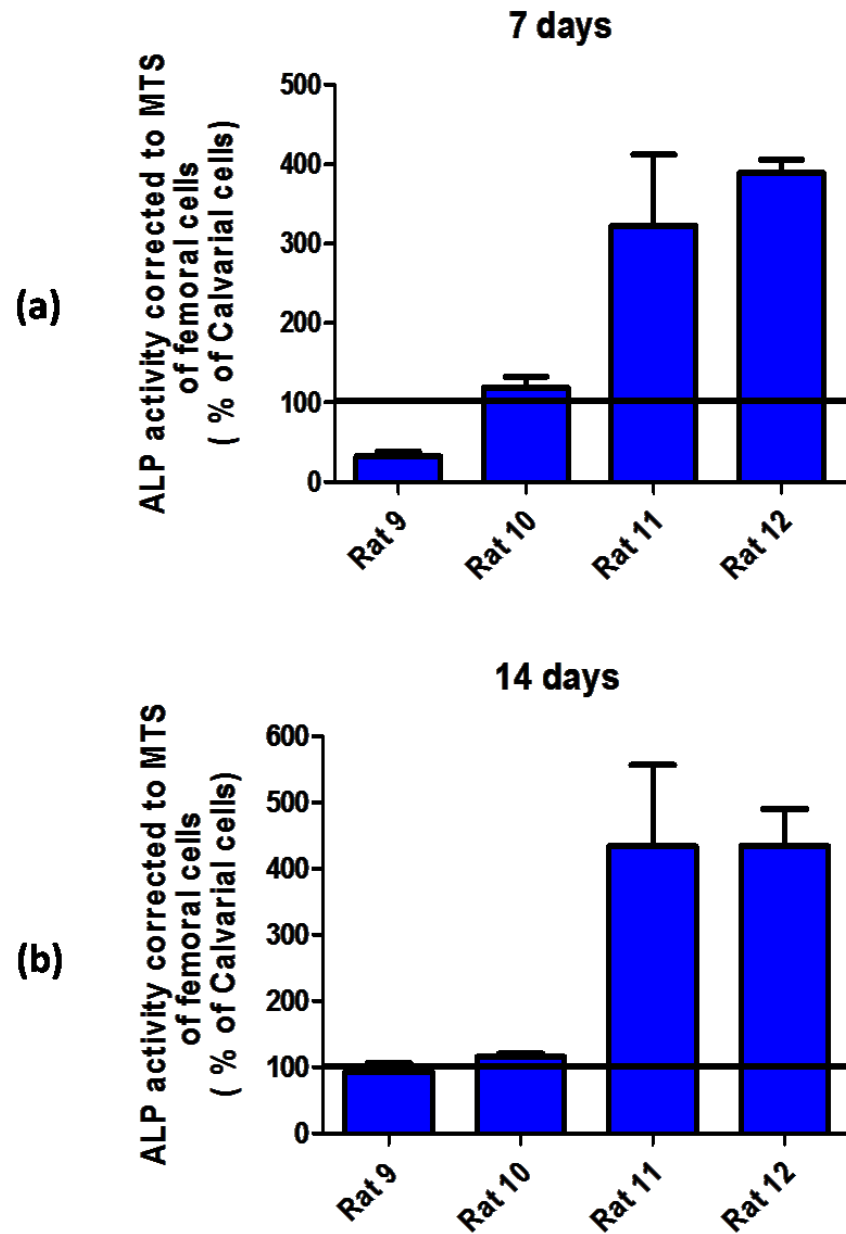 7 days
(a)
ALP activity corrected to MTS
of femoral cells
( % of Calvarial cells)
500
400
300
200
100
0
Rat 9
Rat 10
Rat 11
Rat 12
14 days
(b)
ALP activity corrected to MTS
of femoral cells
( % of Calvarial cells)
600
500
400
300
200
100
0
Rat 9
Rat 10
Rat 11
Rat 12